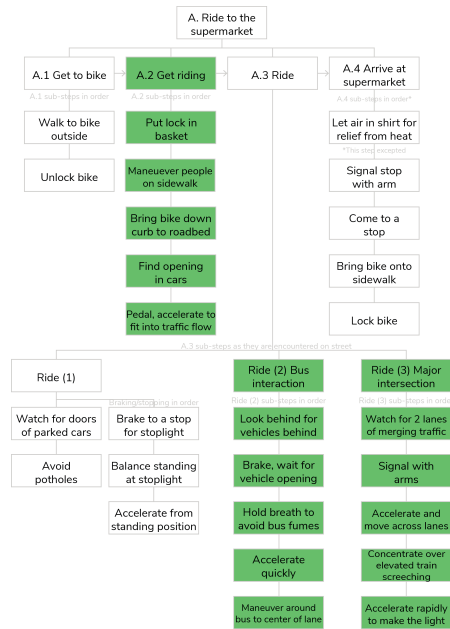 A. Ride to the
supermarket
A.1 Get to bike
A.2 Get riding
A.3 Ride
A.4 Arrive at
supermarket
A.1 sub-steps in order
A.2 sub-steps in order
A.4 sub-steps in order*
Walk to bike
outside
Unlock bike
Put lock in
basket
Maneuever people
on sidewalk
Bring bike down
curb to roadbed
Find opening
in cars
Pedal, accelerate to
fit into traffic flow
Let air in shirt for
relief from heat
*This step excepted
Signal stop
with arm
Come to a
stop
Bring bike onto
sidewalk
Lock bike
A.3 sub-steps as they are encountered on street
Ride (1)
Braking/stopping in order
Watch for doors
of parked cars
Avoid
potholes
Brake to a stop
for stoplight
Balance standing
at stoplight
Accelerate from
standing position
Ride (2) Bus
interaction
Ride (2) sub-steps in order
Look behind for
vehicles behind
Brake, wait for
vehicle opening
Hold breath to
avoid bus fumes
Accelerate
quickly
Maneuver around
bus to center of lane
Ride (3) Major
intersection
Ride (3) sub-steps in order
Watch for 2 lanes
of merging traffic
Signal with
arms
Accelerate and
move across lanes
Concentrate over
elevated train
screeching
Accelerate rapidly
to make the light